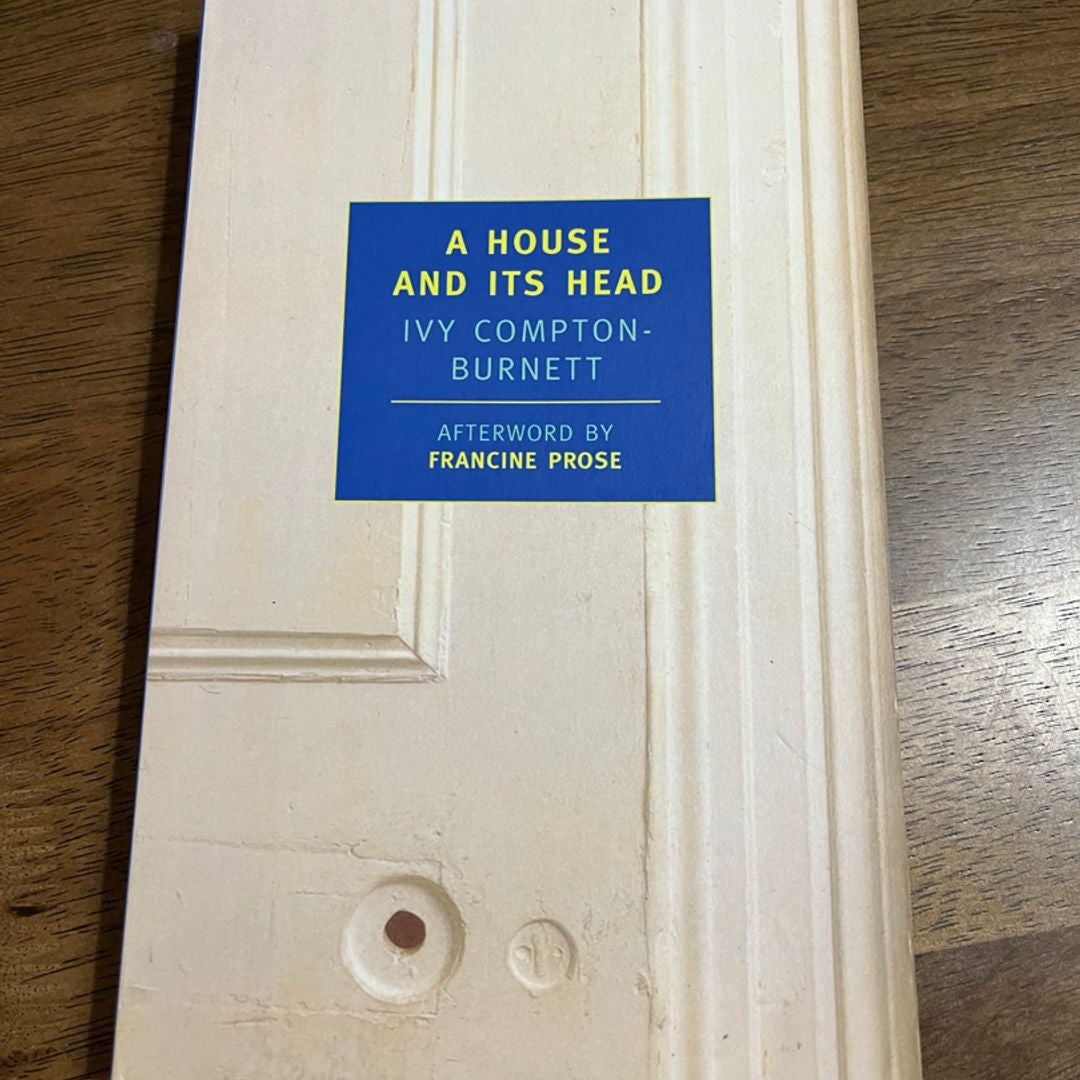 A HOUSE
AND ITS HEAD
IVY COMPTON-
BURNETT
AFTERWORD BY
FRANCINE PROSE